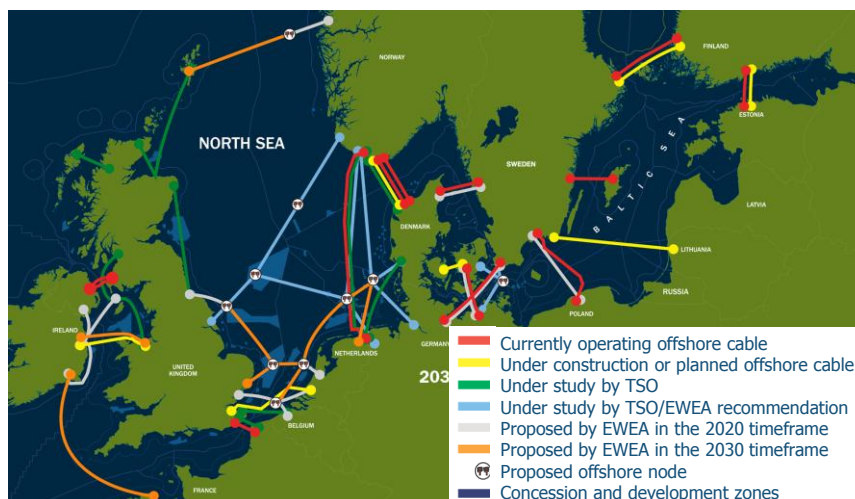 NORWAY
FINLAND
ESTONIA
NORTH SEA
SWEDEN
BALTIC SEA
LATVIA
DENMARK
LITHUANIA
RUSSIA
IRELAND
POLAND
NETHERLANDS
GERMANY
UNITED
KINGDOM
203
BELGIUM
FRANCE
Currently operating offshore cable
Under construction or planned offshore cable
Under study by TSO
Under study by TSO/EWEA recommendation
Proposed by EWEA in the 2020 timeframe
Proposed by EWEA in the 2030 timeframe
Proposed offshore node
Concession and development zones